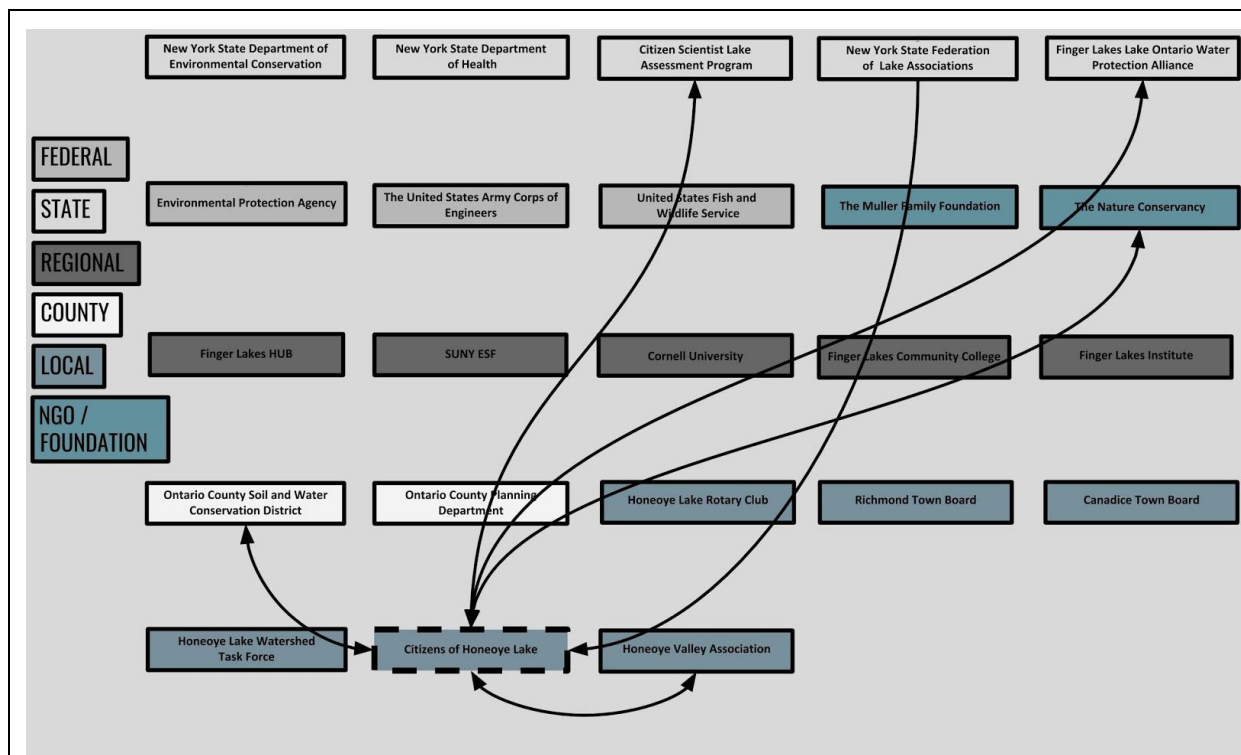 New York State Department of
Environmental Conservation
New York State Department
of Health
Citizen Scientist Lake
Assessment Program
New York State Federation
of Lake Associations
Finger Lakes Lake Ontario Water
Protection Alliance
FEDERAL
STATE
REGIONAL
COUNTY
LOCAL
NGO /
FOUNDATION
Environmental Protection Agency
The United States Army Corps of
Engineers
United States Fish and
Wildlife Service
The Muller Family Foundation
The Nature Conservancy
Finger Lakes HUB
SUNY ESF
Cornell University
Finger Lakes Community College
Finger Lakes Institute
Ontario County Soil and Water
Conservation District
Ontario County Planning
Department
Honeoye Lake Rotary Club
Richmond Town Board
Canadice Town Board
Honeoye Lake Watershed
Task Force
Citizens of Honeoye Lake
Honeoye Valley Association